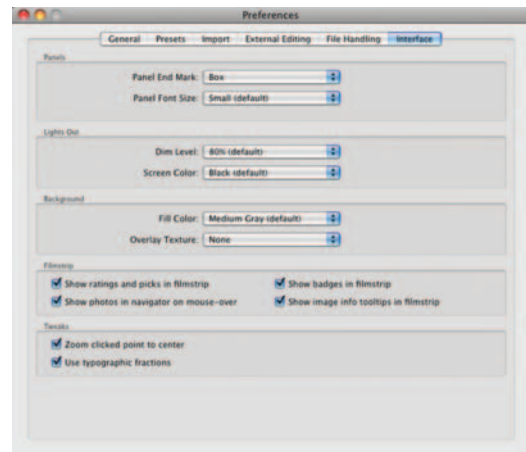 Preferences
General Presets Import External Editing File Handling Interface
Panels
Panel End Mark: Box
Panel Font Size: Small (default)
Lights Out
Dim Level: 80% (default)
Screen Color: Black (default)
Background
Fill Color: Medium Gray (default)
Overlay Texture: None
Filmstrip
Show ratings and picks in filmstrip Show badges in filmstrip
Show photos in navigator on mouse-over Show image info tooltips in filmstrip
Tweaks
Zoom clicked point to center
Use typographic fractions